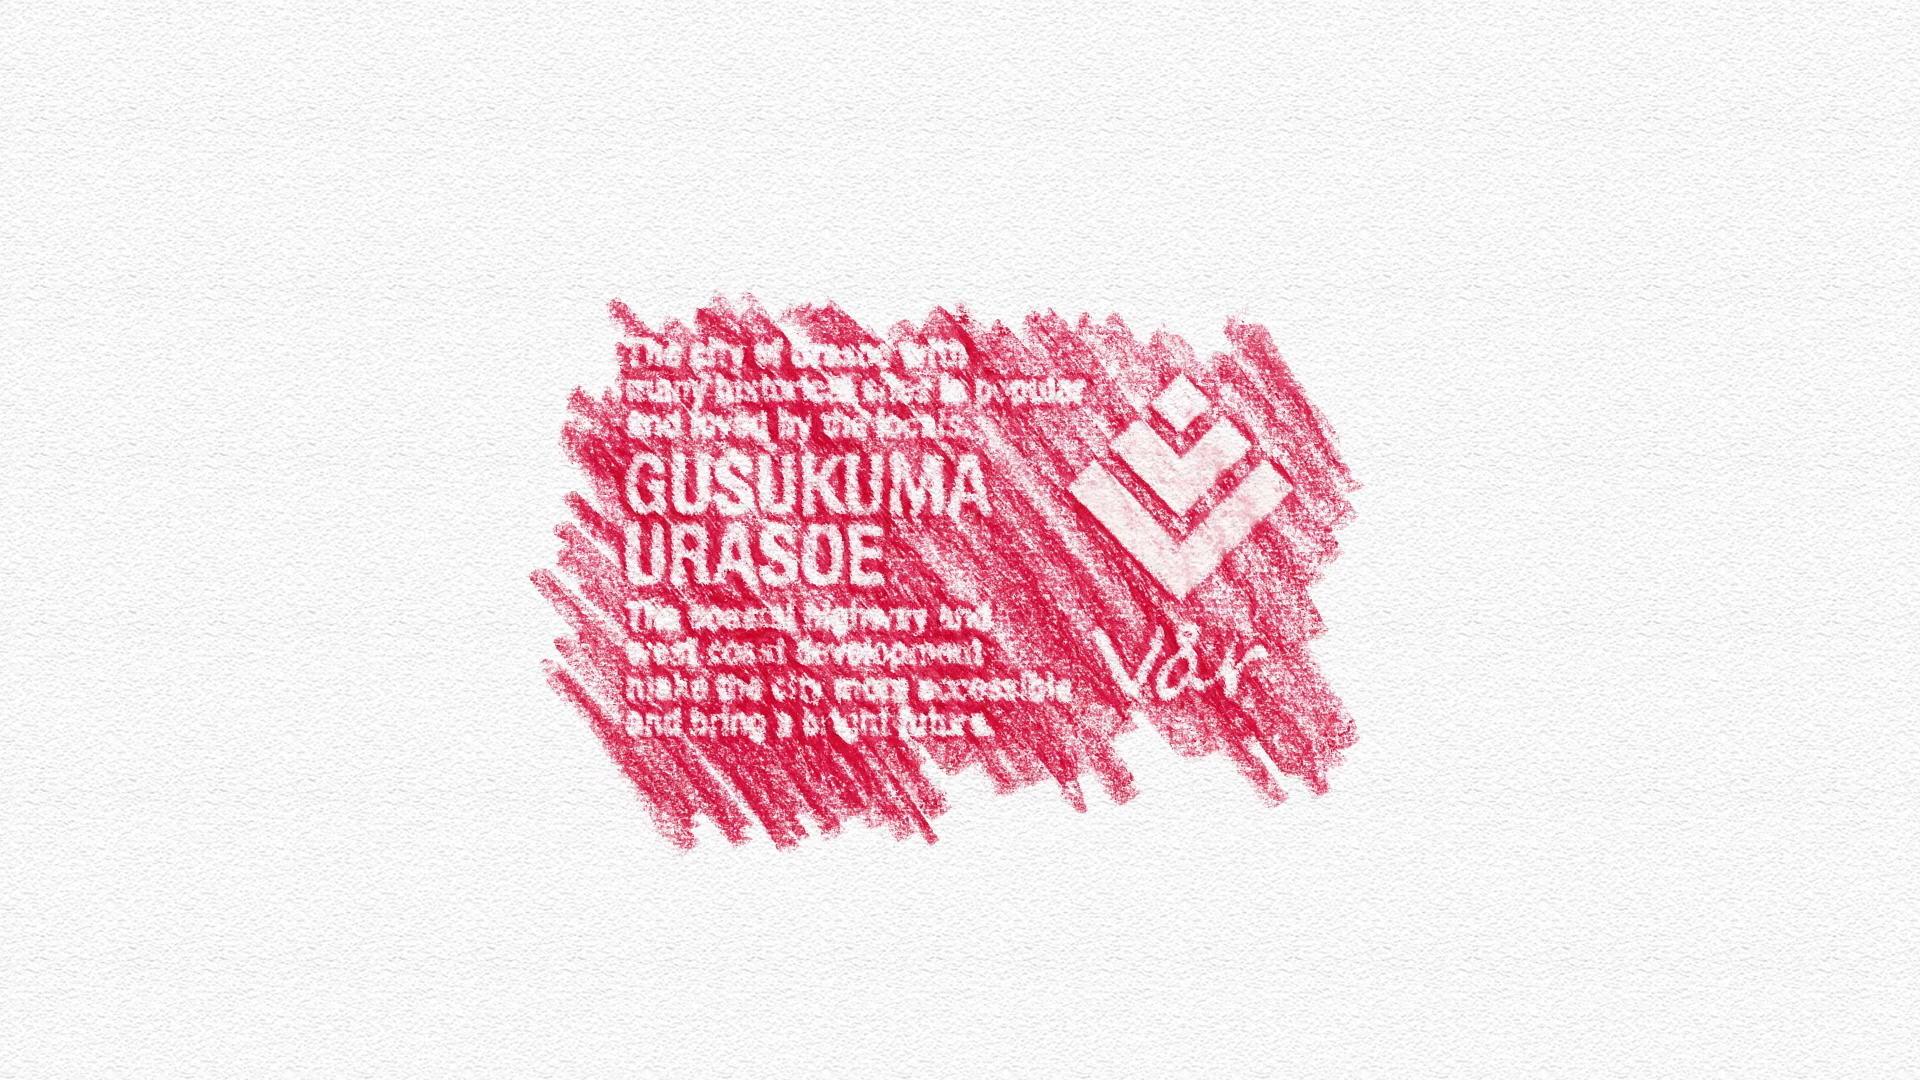 The city of Urasoe with
many historical sites is popular
and loved by the locals.
GUSUKUMA
URASOE
The coastal highway and
west coast development
make the city more accessible
and bring a bright future.
Vår